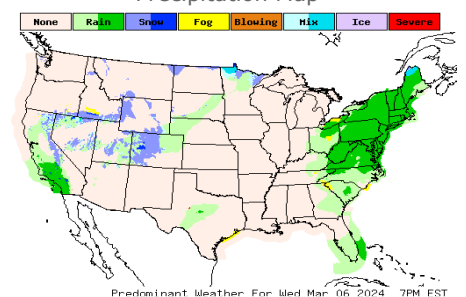 Precipitation Map
None Rain Snow Fog Blowing Mix Ice Severe
Predominant Weather For Wed Mar 06 2024 7PM EST